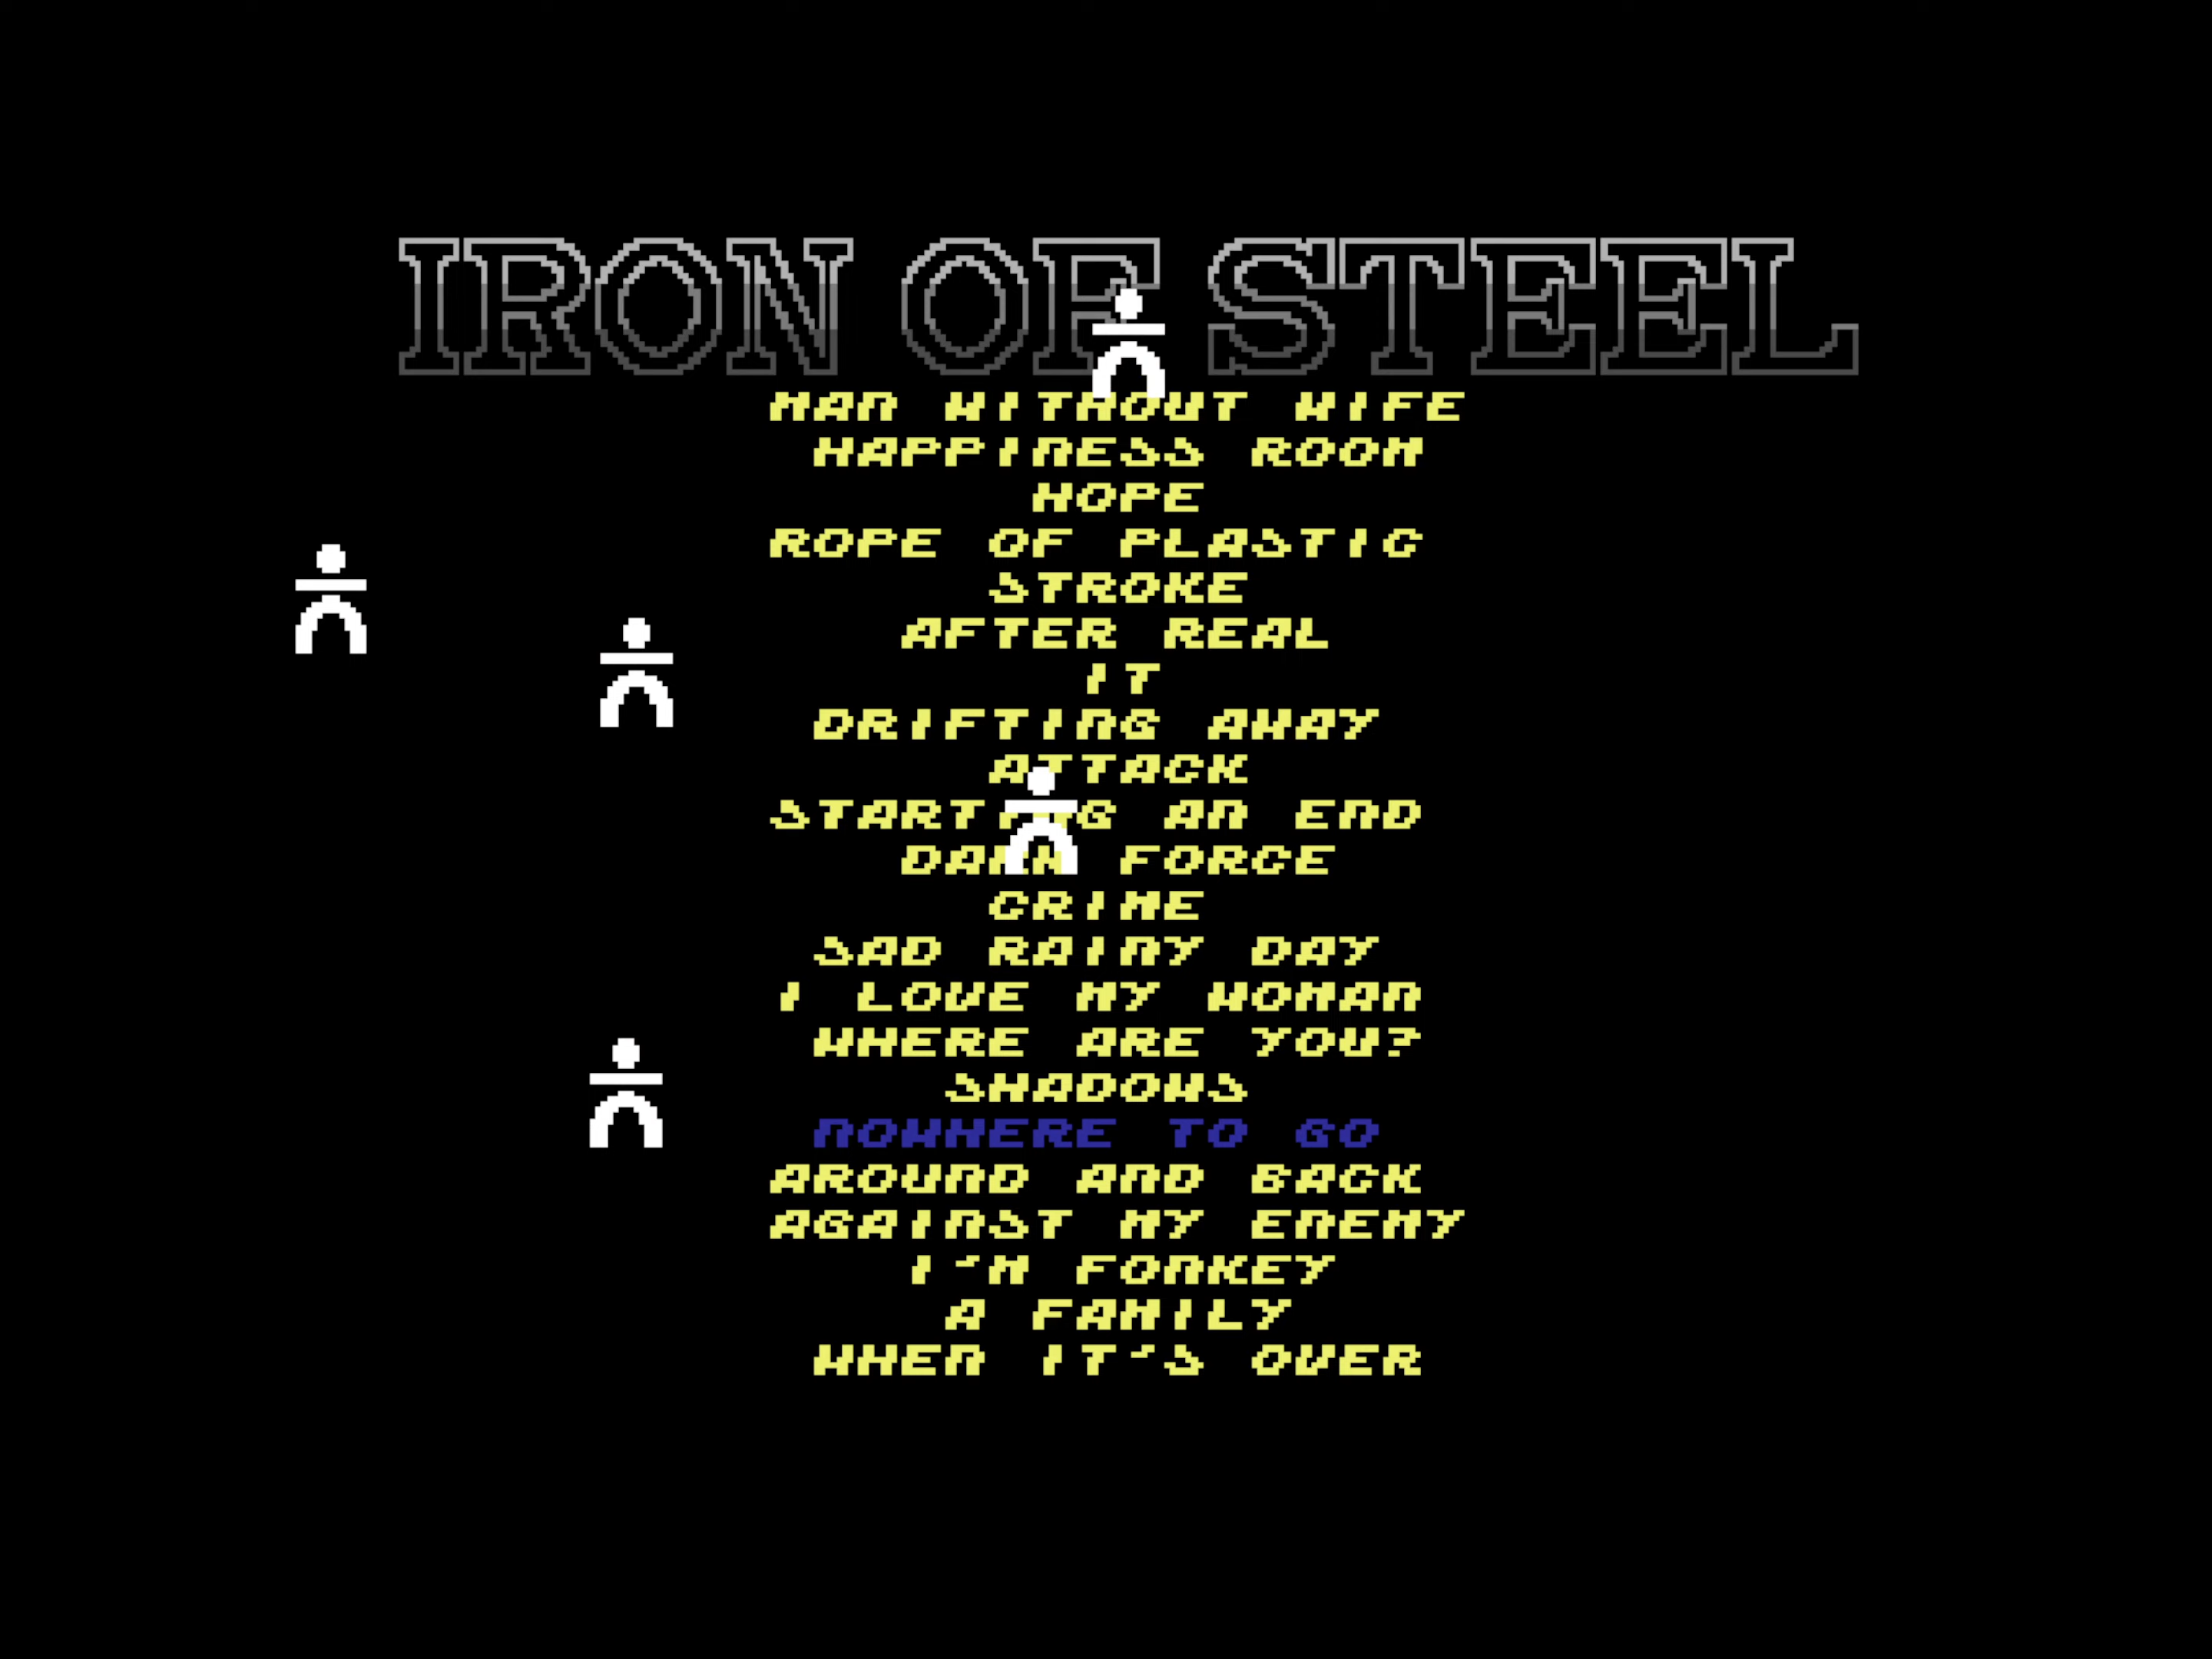 IRON OF STEEL
MAN WITHOUT WIFE
HAPPINESS ROOM
HOPE
ROPE OF PLASTIC
STROKE
AFTER REAL
IT
DRIFTING AWAY
ATTACK
STARTING AN END
FORCE
CRIME
SAD RAINY DAY
I LOVE MY WOMAN
WHERE ARE YOU?
SHADOWS
NOWHERE TO GO
AROUND AND BACK
AGAINST MY ENEMY
I'M FONKEY
A FAMILY
WHEN IT'S OVER